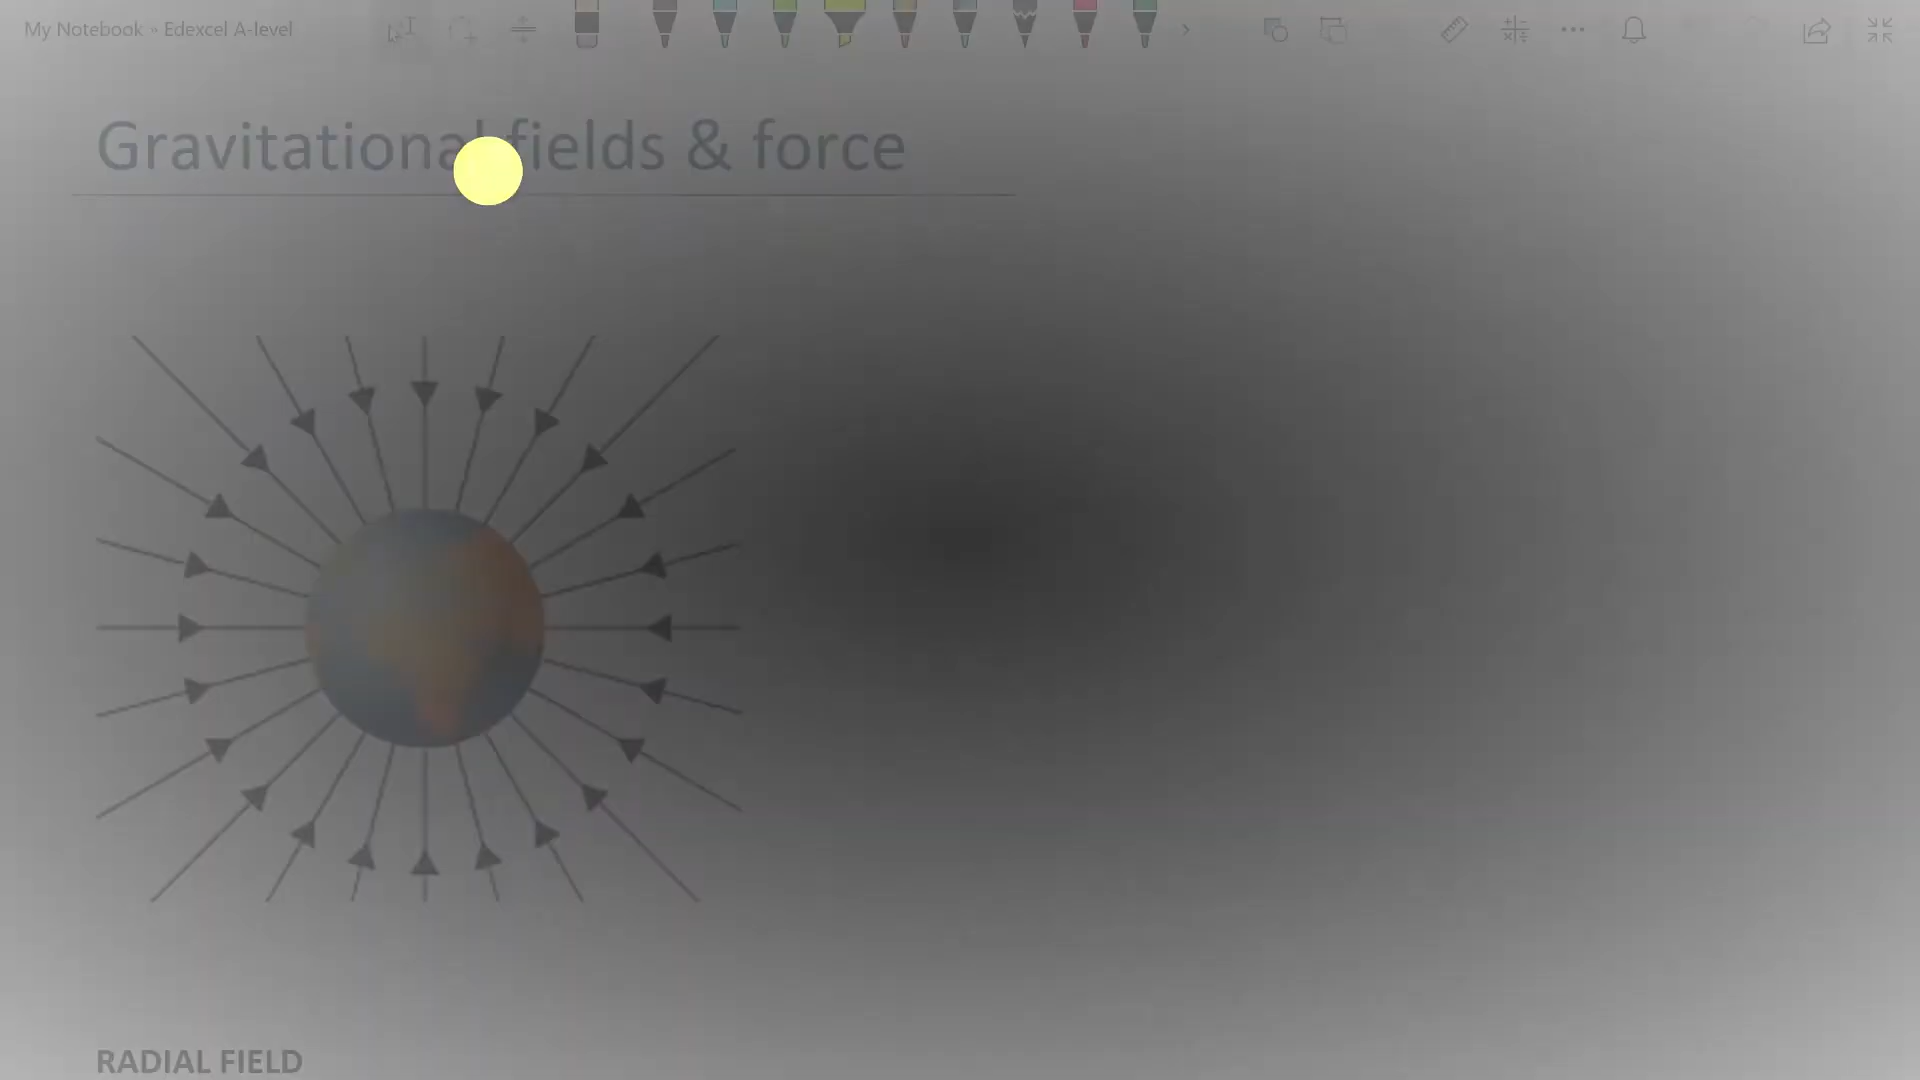 My Notebook » Edexcel A-level
Gravitational fields & force
RADIAL FIELD